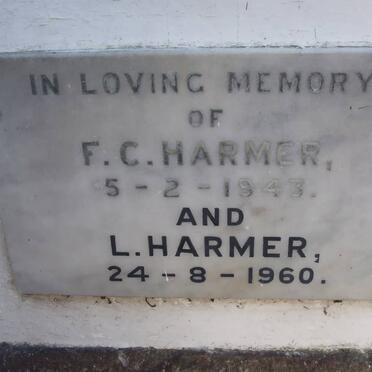 IN LOVING MEMORY
OF
F. C. HARMER,
5 - 2 - 1943.
AND
L. HARMER,
24 - 8 - 1960.